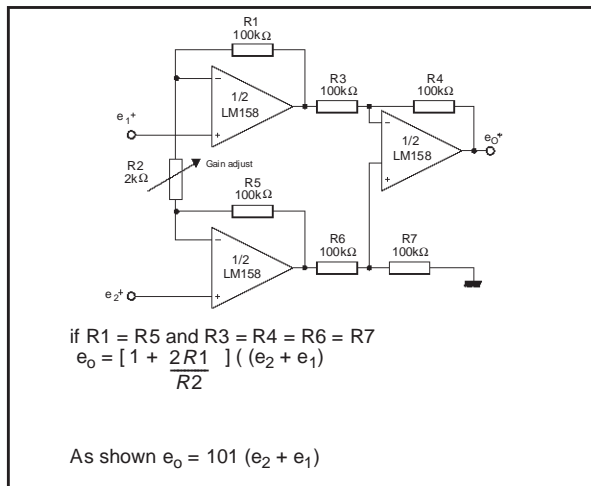 R1
100kΩ
R3
100kΩ
R4
100kΩ
1/2
LM158
e1+
1/2
LM158
eO+
R2
2kΩ
Gain adjust
R5
100kΩ
R6
100kΩ
R7
100kΩ
1/2
LM158
e2+
if R1 = R5 and R3 = R4 = R6 = R7
eo = [ 1 + 2R1/R2 ] ( (e2 + e1)
As shown eo = 101 (e2 + e1)